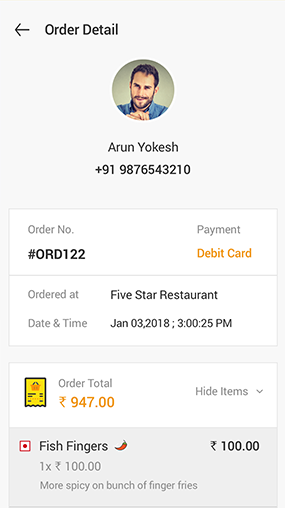 Order Detail
Arun Yokesh
+91 9876543210
Order No.
Payment
#ORD122
Debit Card
Ordered at
Five Star Restaurant
Date & Time
Jan 03,2018 ; 3:00:25 PM
Order Total
₹ 947.00
Hide Items
Fish Fingers
₹ 100.00
1x ₹ 100.00
More spicy on bunch of finger fries